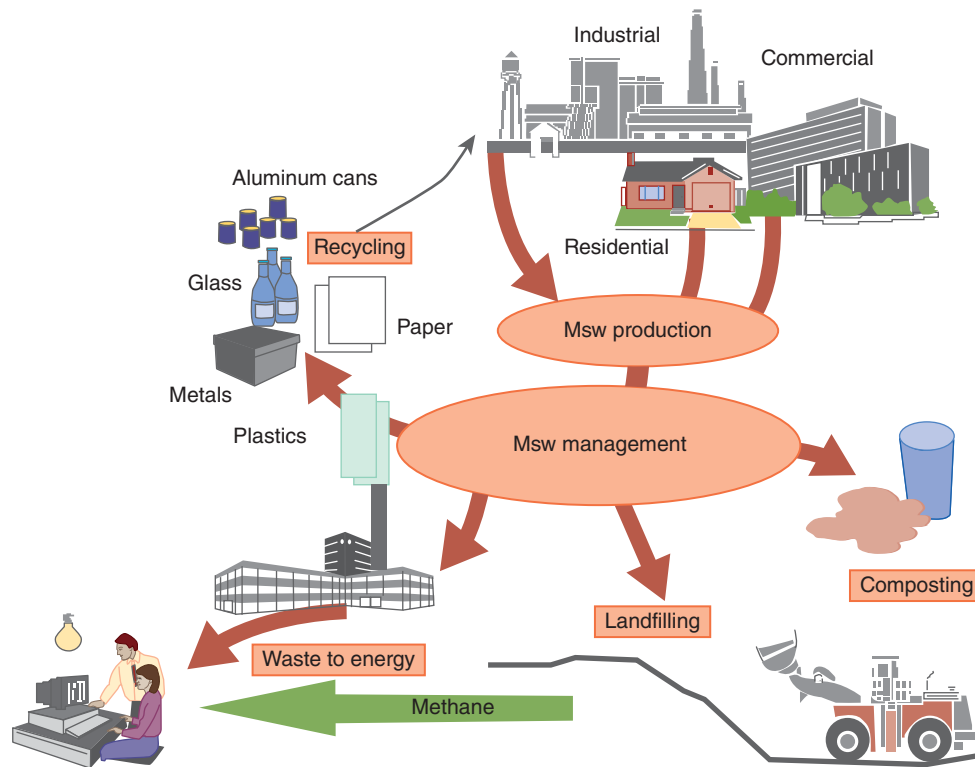 Industrial
Commercial
Aluminum cans
Recycling
Residential
Glass
Paper
Msw production
Metals
Plastics
Msw management
Composting
Landfilling
Waste to energy
Methane